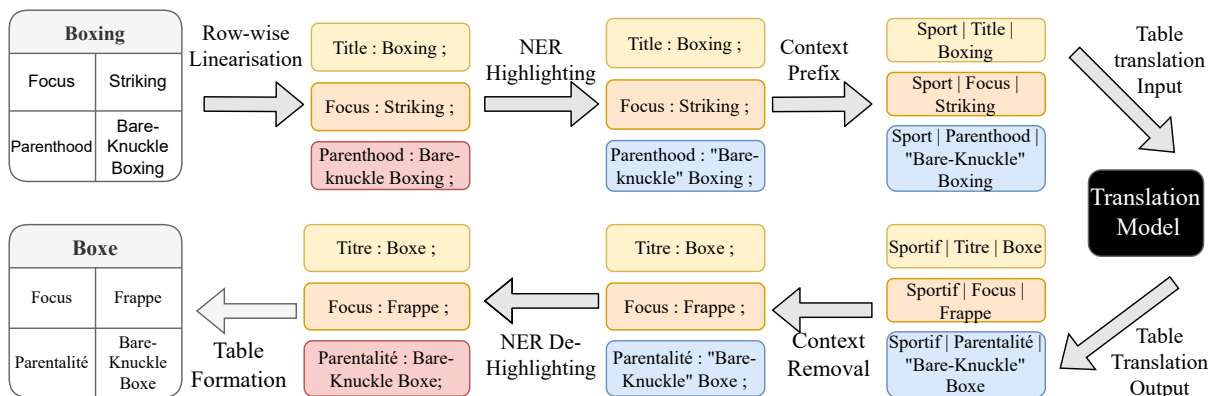 Boxing
Focus
Striking
Parenthood
Bare-
Knuckle
Boxing
Row-wise
Linearisation
Title : Boxing ;
Focus : Striking ;
Parenthood : Bare-
knuckle Boxing ;
NER
Highlighting
Title : Boxing ;
Focus : Striking ;
Parenthood : "Bare-
knuckle" Boxing ;
Context
Prefix
Sport | Title |
Boxing
Sport | Focus |
Striking
Sport | Parenthood |
"Bare-Knuckle"
Boxing
Table
translation
Input
Translation
Model
Table
Translation
Output
Sportif | Titre | Boxe
Sportif | Focus |
Frappe
Sportif | Parentalité |
"Bare-Knuckle"
Boxe
Context
Removal
Titre : Boxe ;
Focus : Frappe ;
Parentalité : "Bare-
Knuckle" Boxe ;
NER De-
Highlighting
Titre : Boxe ;
Focus : Frappe ;
Parentalité : Bare-
Knuckle Boxe;
Table
Formation
Boxe
Focus
Frappe
Parentalité
Bare-
Knuckle
Boxe